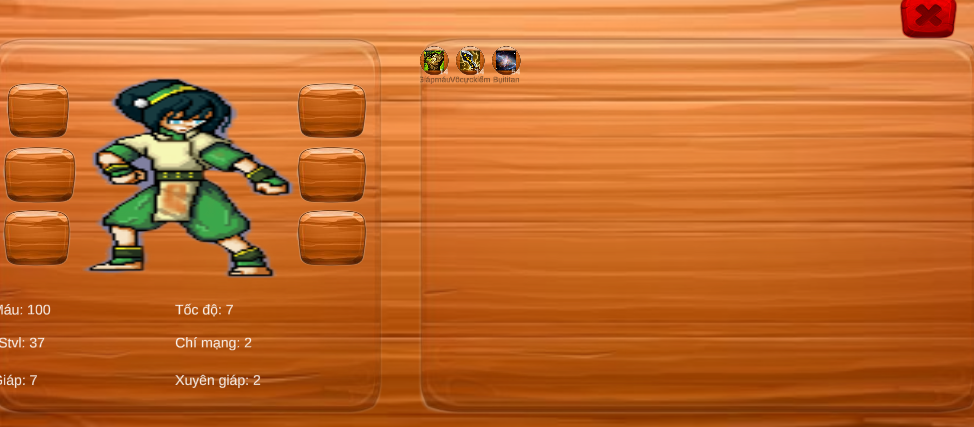 Máu: 100
Tốc độ: 7
Stvl: 37
Chí mạng: 2
Giáp: 7
Xuyên giáp: 2